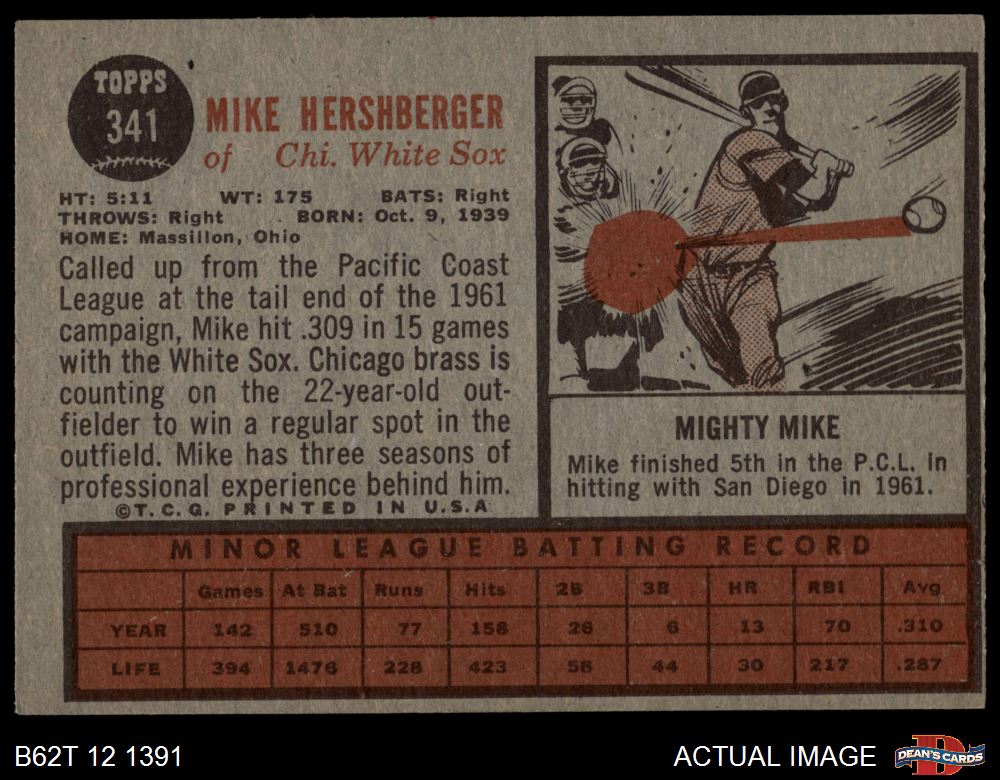 TOPPS
341
MIKE HERSHBERGER
of Chi. White Sox
HT: 5:11 WT: 175 BATS: Right
THROWS: Right BORN: Oct. 9, 1939
HOME: Massillon, Ohio
Called up from the Pacific Coast
League at the tail end of the 1961
campaign, Mike hit .309 in 15 games
with the White Sox. Chicago brass is
counting on the 22-year-old out-
fielder to win a regular spot in the
outfield. Mike has three seasons of
professional experience behind him.
©T.C.G. PRINTED IN U.S.A
MIGHTY MIKE
Mike finished 5th in the P.C.L. in
hitting with San Diego in 1961.
MINOR LEAGUE BATTING RECORD
Games At Bat Runs Hits 2B 3B HR RBI Avg
YEAR 142 510 77 158 26 6 13 70 .310
LIFE 394 1476 228 423 58 44 30 217 .287
B62T 12 1391
ACTUAL IMAGE
DEAN'S CARDS